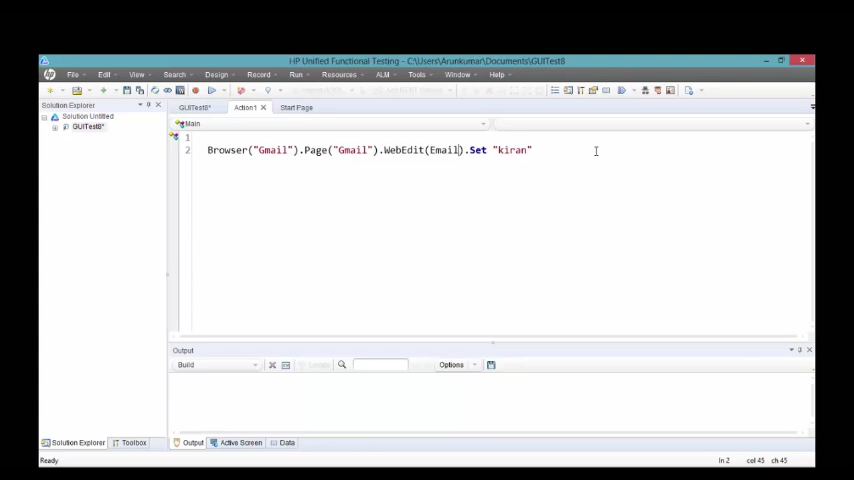 HP Unified Functional Testing - C:\Users\Arunkumar\Documents\GUITest8
File Edit View Search Design Record Run Resources ALM Tools Window Help
Solution Explorer
Solution Untitled
GUITest8*
GUITest8* Action1 Start Page
Main
1
2 Browser("Gmail").Page("Gmail").WebEdit(Email).Set "kiran"
Output
Build Options
Solution Explorer Toolbox Output Active Screen Data
Ready ln 2 col 45 ch 45